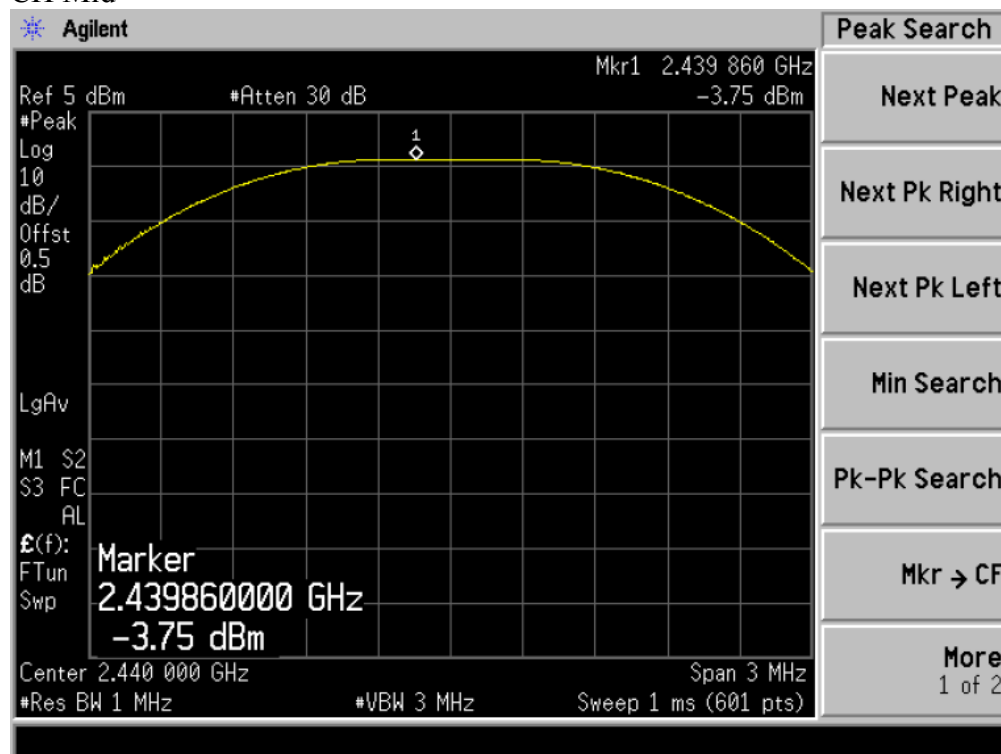 Agilent
Peak Search
Mkr1 2.439 860 GHz
Ref 5 dBm #Atten 30 dB -3.75 dBm
#Peak
Log
10
dB/
Offst
0.5
dB
1
LgAv
M1 S2
S3 FC
AL
£(f):
FTun
Swp
Marker
2.439860000 GHz
-3.75 dBm
Center 2.440 000 GHz Span 3 MHz
#Res BW 1 MHz #VBW 3 MHz Sweep 1 ms (601 pts)
Next Peak
Next Pk Right
Next Pk Left
Min Search
Pk-Pk Search
Mkr → CF
More
1 of 2